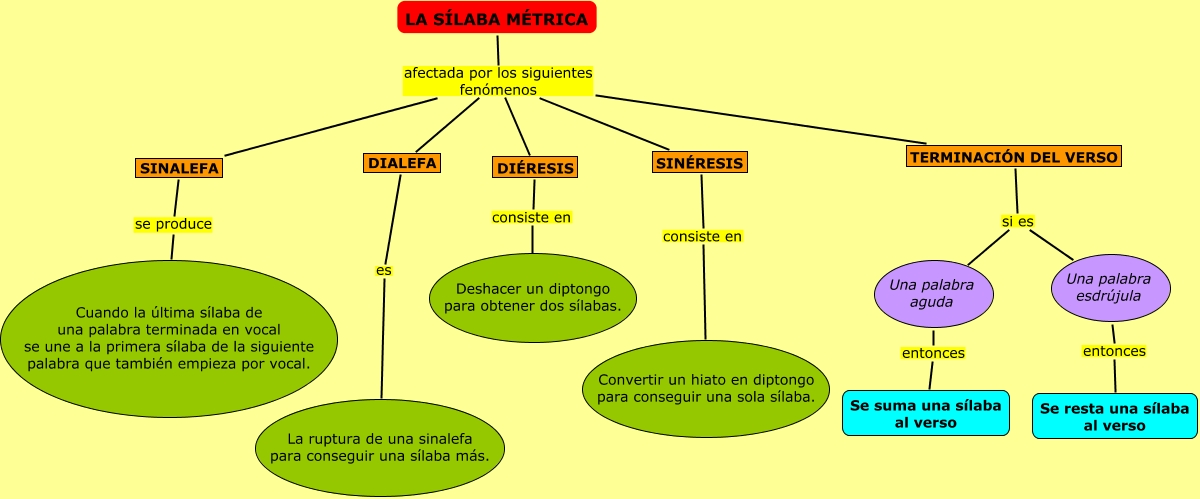 LA SÍLABA MÉTRICA
afectada por los siguientes
fenómenos
SINALEFA
se produce
Cuando la última sílaba de
una palabra terminada en vocal
se une a la primera sílaba de la siguiente
palabra que también empieza por vocal.
DIALEFA
es
La ruptura de una sinalefa
para conseguir una sílaba más.
DIÉRESIS
consiste en
Deshacer un diptongo
para obtener dos sílabas.
SINÉRESIS
consiste en
Convertir un hiato en diptongo
para conseguir una sola sílaba.
TERMINACIÓN DEL VERSO
si es
Una palabra
aguda
entonces
Se suma una sílaba
al verso
Una palabra
esdrújula
entonces
Se resta una sílaba
al verso